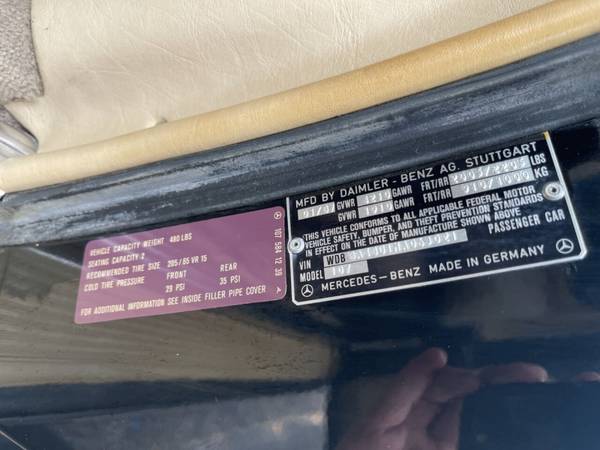 VEHICLE CAPACITY WEIGHT 480 LBS
SEATING CAPACITY 2
RECOMMENDED TIRE SIZE 205/65 VR 15
FRONT REAR
COLD TIRE PRESSURE 29 PSI 35 PSI
FOR ADDITIONAL INFORMATION SEE INSIDE FILLER PIPE COVER
107 584 12 39
MFD BY DAIMLER-BENZ AG. STUTTGART
GVWR GAWR FRT/RR LBS
GVWR GAWR FRT/RR KG
THIS VEHICLE CONFORMS TO ALL APPLICABLE FEDERAL MOTOR
VEHICLE SAFETY, BUMPER, AND THEFT PREVENTION STANDARDS
IN EFFECT ON THE DATE OF MANUFACTURE SHOWN ABOVE.
VIN WDB
PASSENGER CAR
MODEL 107
MERCEDES-BENZ MADE IN GERMANY